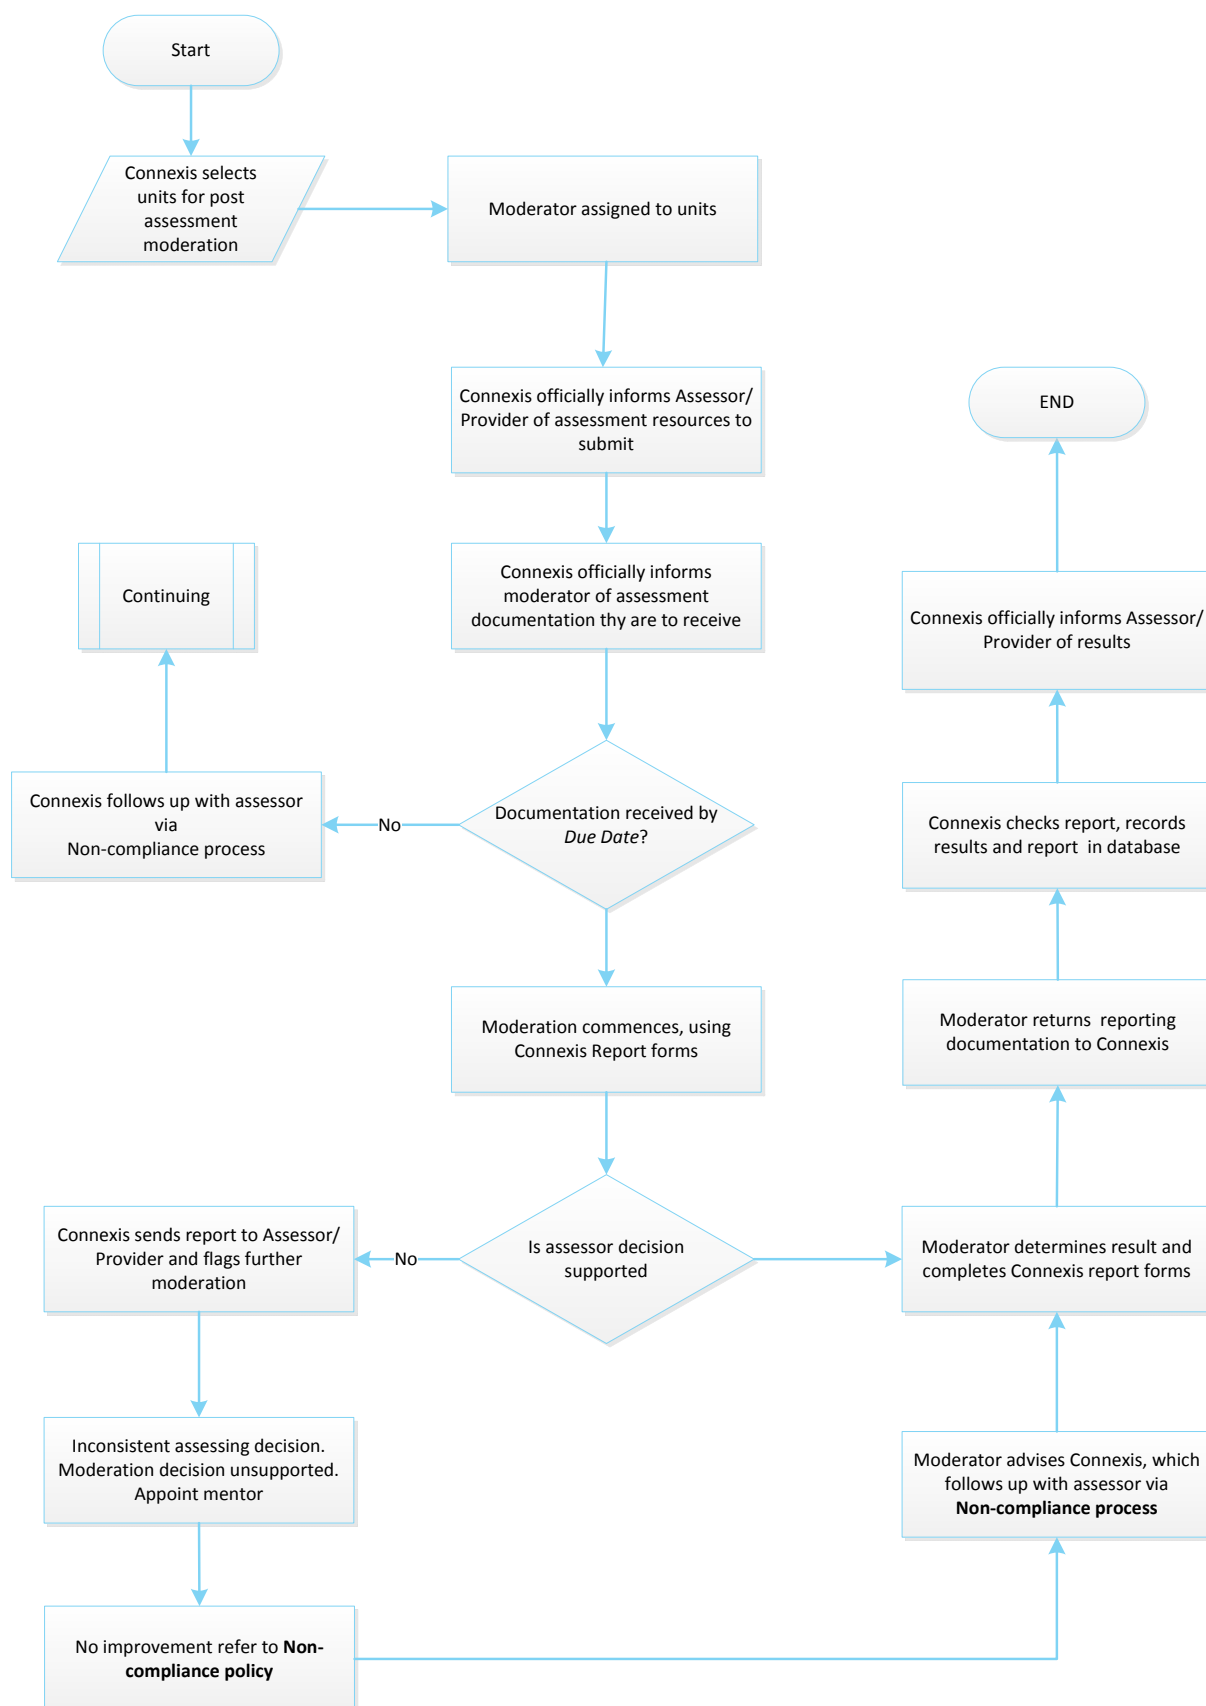 Start
Connexis selects
units for post
assessment
moderation
Moderator assigned to units
Connexis officially informs Assessor/
Provider of assessment resources to
submit
END
Connexis officially informs
moderator of assessment
documentation thy are to receive
Continuing
Connexis officially informs Assessor/
Provider of results
Documentation received by
Due Date?
No
Connexis follows up with assessor
via
Non-compliance process
Connexis checks report, records
results and report in database
Moderation commences, using
Connexis Report forms
Moderator returns reporting
documentation to Connexis
Is assessor decision
supported
No
Connexis sends report to Assessor/
Provider and flags further
moderation
Moderator determines result and
completes Connexis report forms
Inconsistent assessing decision.
Moderation decision unsupported.
Appoint mentor
Moderator advises Connexis, which
follows up with assessor via
Non-compliance process
No improvement refer to Non-
compliance policy